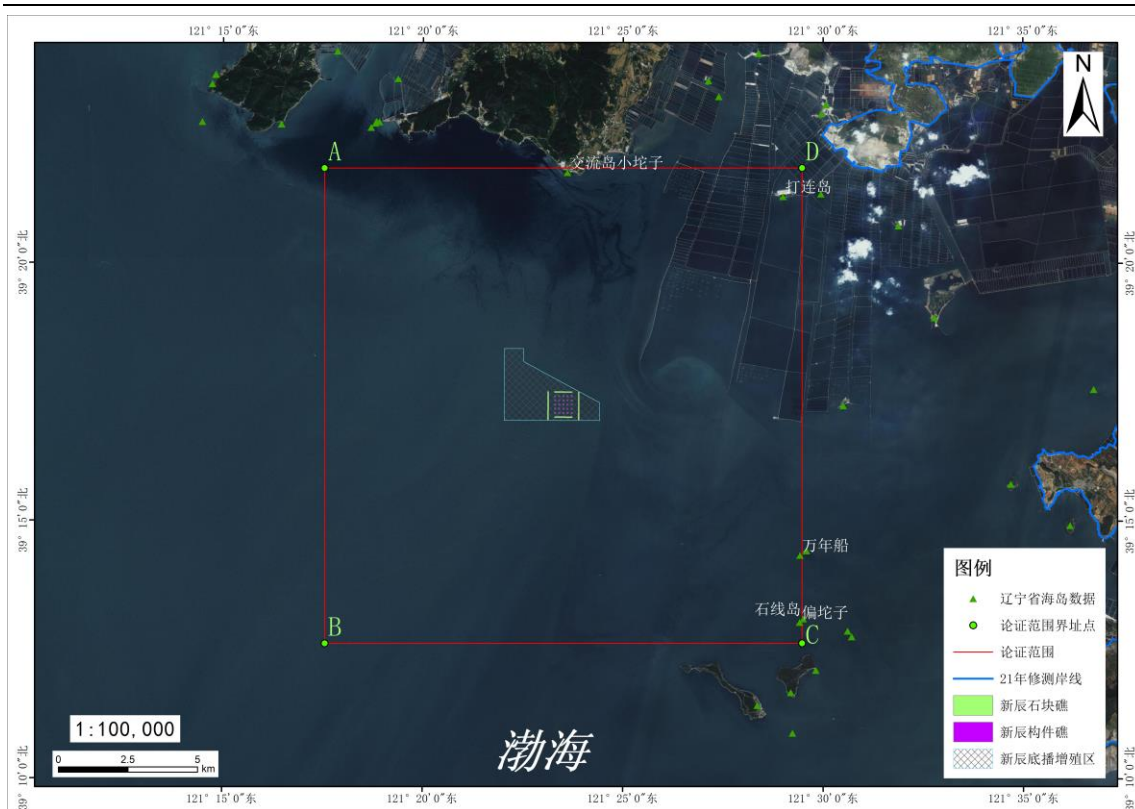 121° 15′0″东
121° 20′0″东
121° 25′0″东
121° 30′0″东
121° 35′0″东
N
A
D
交流岛小坨子
打连岛
39° 20′0″北
39° 20′0″北
39° 15′0″北
39° 15′0″北
万年船
石线岛
偏坨子
B
C
图例
辽宁省海岛数据
论证范围界址点
论证范围
21年修测岸线
新辰石块礁
新辰构件礁
新辰底播增殖区
1:100,000
0 2.5 5
km
渤海
39° 10′0″北
39° 10′0″北
121° 15′0″东
121° 20′0″东
121° 25′0″东
121° 30′0″东
121° 35′0″东